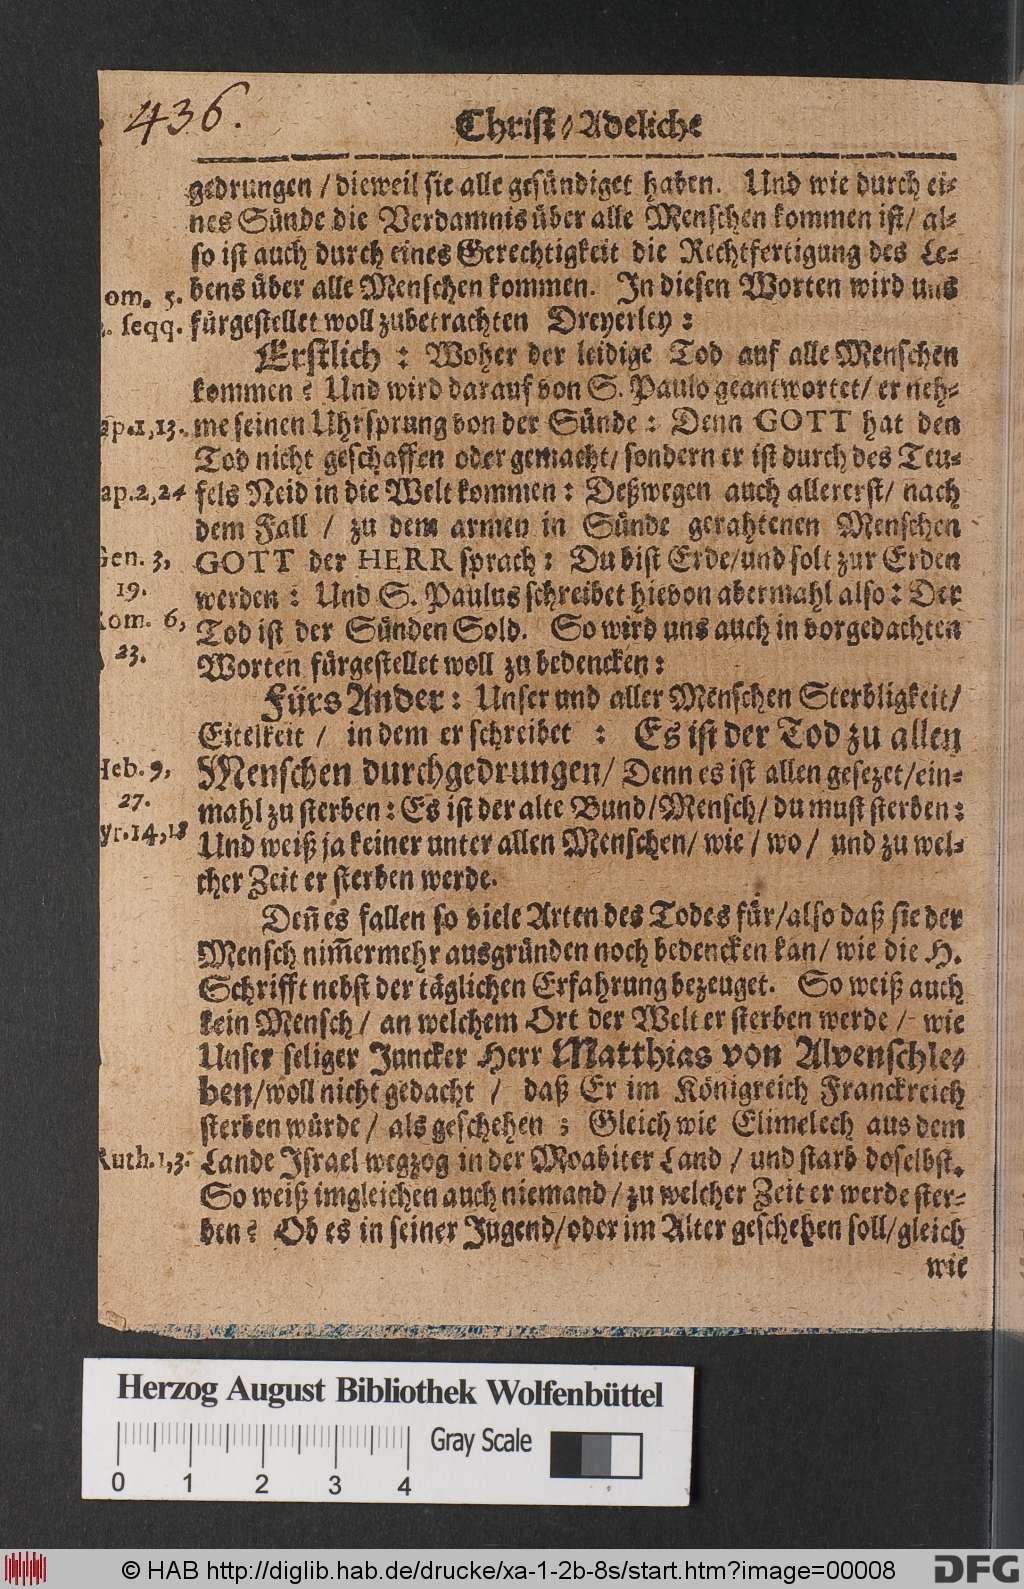 436.
Christ/Adeliche
gedrungen / dieweil sie alle gesündiget haben. Und wie durch ei-
nes Sünde die Verdamnis über alle Menschen kommen ist/ al-
so ist auch durch eines Gerechtigkeit die Rechtfertigung des Le-
om. 5. bens über alle Menschen kommen. In diesen Worten wird uns
seqq. fürgestellet woll zubetrachten Dreyerley:
Erstlich : Woher der leidige Tod auf alle Menschen
kommen? Und wird darauf von S. Paulo geantwortet/ er neh-
ap.1,13. me seinen Uhrsprung von der Sünde: Denn GOTT hat den
Tod nicht geschaffen oder gemacht/ sondern er ist durch des Teu-
ap.2,24 fels Neid in die Welt kommen: Deßwegen auch allererst/ nach
dem Fall / zu dem armen in Sünde gerahtenen Menschen
Gen. 3, GOTT der HERR sprach: Du bist Erde/und solt zur Erden
19. werden: Und S. Paulus schreibet hievon abermahl also: Der
Rom. 6, Tod ist der Sünden Sold. So wird uns auch in vorgedachten
23. Worten fürgestellet woll zu bedencken:
Fürs Ander: Unser und aller Menschen Sterbligkeit/
Eitelkeit / in dem er schreibet : Es ist der Tod zu allen
Heb. 9, Menschen durchgedrungen/ Denn es ist allen gesezet/ein-
27. mahl zu sterben: Es ist der alte Bund/Mensch/ du must sterben:
yr.14,18 Und weiß ja keiner unter allen Menschen/ wie / wo / und zu wel-
cher Zeit er sterben werde.
Deñ es fallen so viele Arten des Todes für/also daß sie der
Mensch nim̃ermehr ausgründen noch bedencken kan/ wie die H.
Schrifft nebst der täglichen Erfahrung bezeuget. So weiß auch
kein Mensch / an welchem Ort der Welt er sterben werde / wie
Unser seliger Juncker Herr Matthias von Alvenschle-
ben/woll nicht gedacht / daß Er im Königreich Franckreich
sterben würde / als geschehen ; Gleich wie Elimelech aus dem
Ruth.1,3. Lande Israel wegzog in der Moabiter Land / und starb doselbst.
So weiß imgleichen auch niemand / zu welcher Zeit er werde ster-
ben? Ob es in seiner Jugend/oder im Alter geschehen soll/gleich
wie
Herzog August Bibliothek Wolfenbüttel
Gray Scale
0 1 2 3 4
© HAB http://diglib.hab.de/drucke/xa-1-2b-8s/start.htm?image=00008
DFG